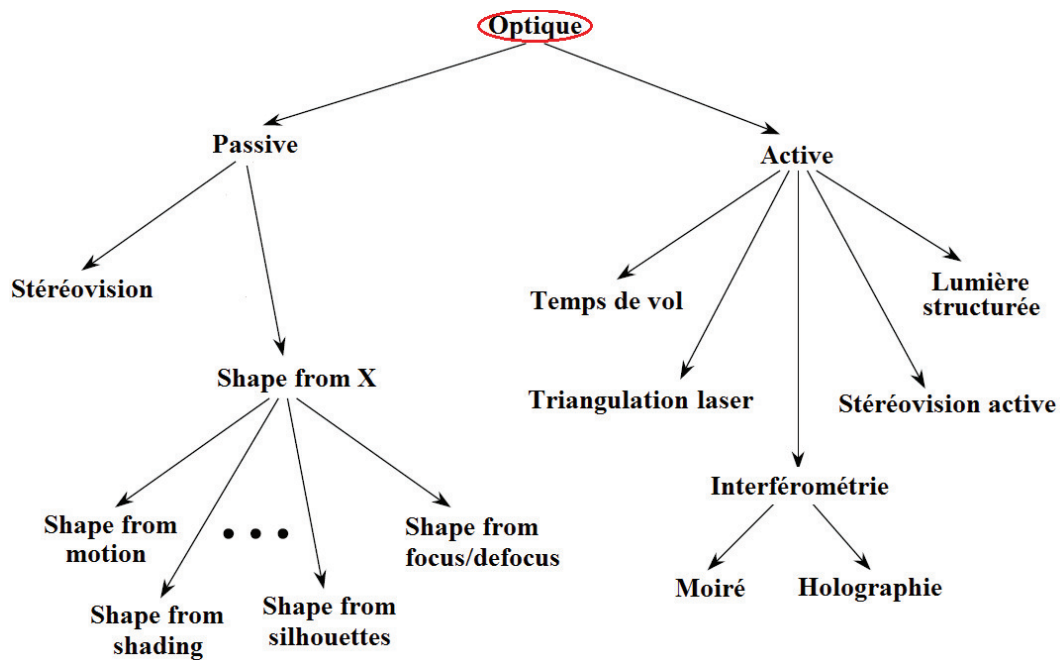 Optique
Passive
Active
Stéréovision
Temps de vol
Lumière
structurée
Shape from X
Triangulation laser
Stéréovision active
Interférométrie
Shape from
motion
• • •
Shape from
focus/defocus
Moiré
Holographie
Shape from
shading
Shape from
silhouettes